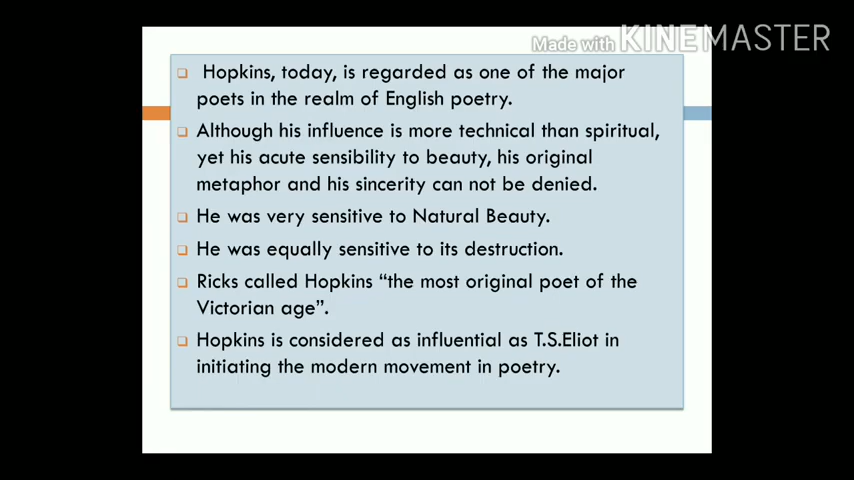 Made with KINEMASTER
Hopkins, today, is regarded as one of the major
poets in the realm of English poetry.
Although his influence is more technical than spiritual,
yet his acute sensibility to beauty, his original
metaphor and his sincerity can not be denied.
He was very sensitive to Natural Beauty.
He was equally sensitive to its destruction.
Ricks called Hopkins “the most original poet of the
Victorian age”.
Hopkins is considered as influential as T.S.Eliot in
initiating the modern movement in poetry.